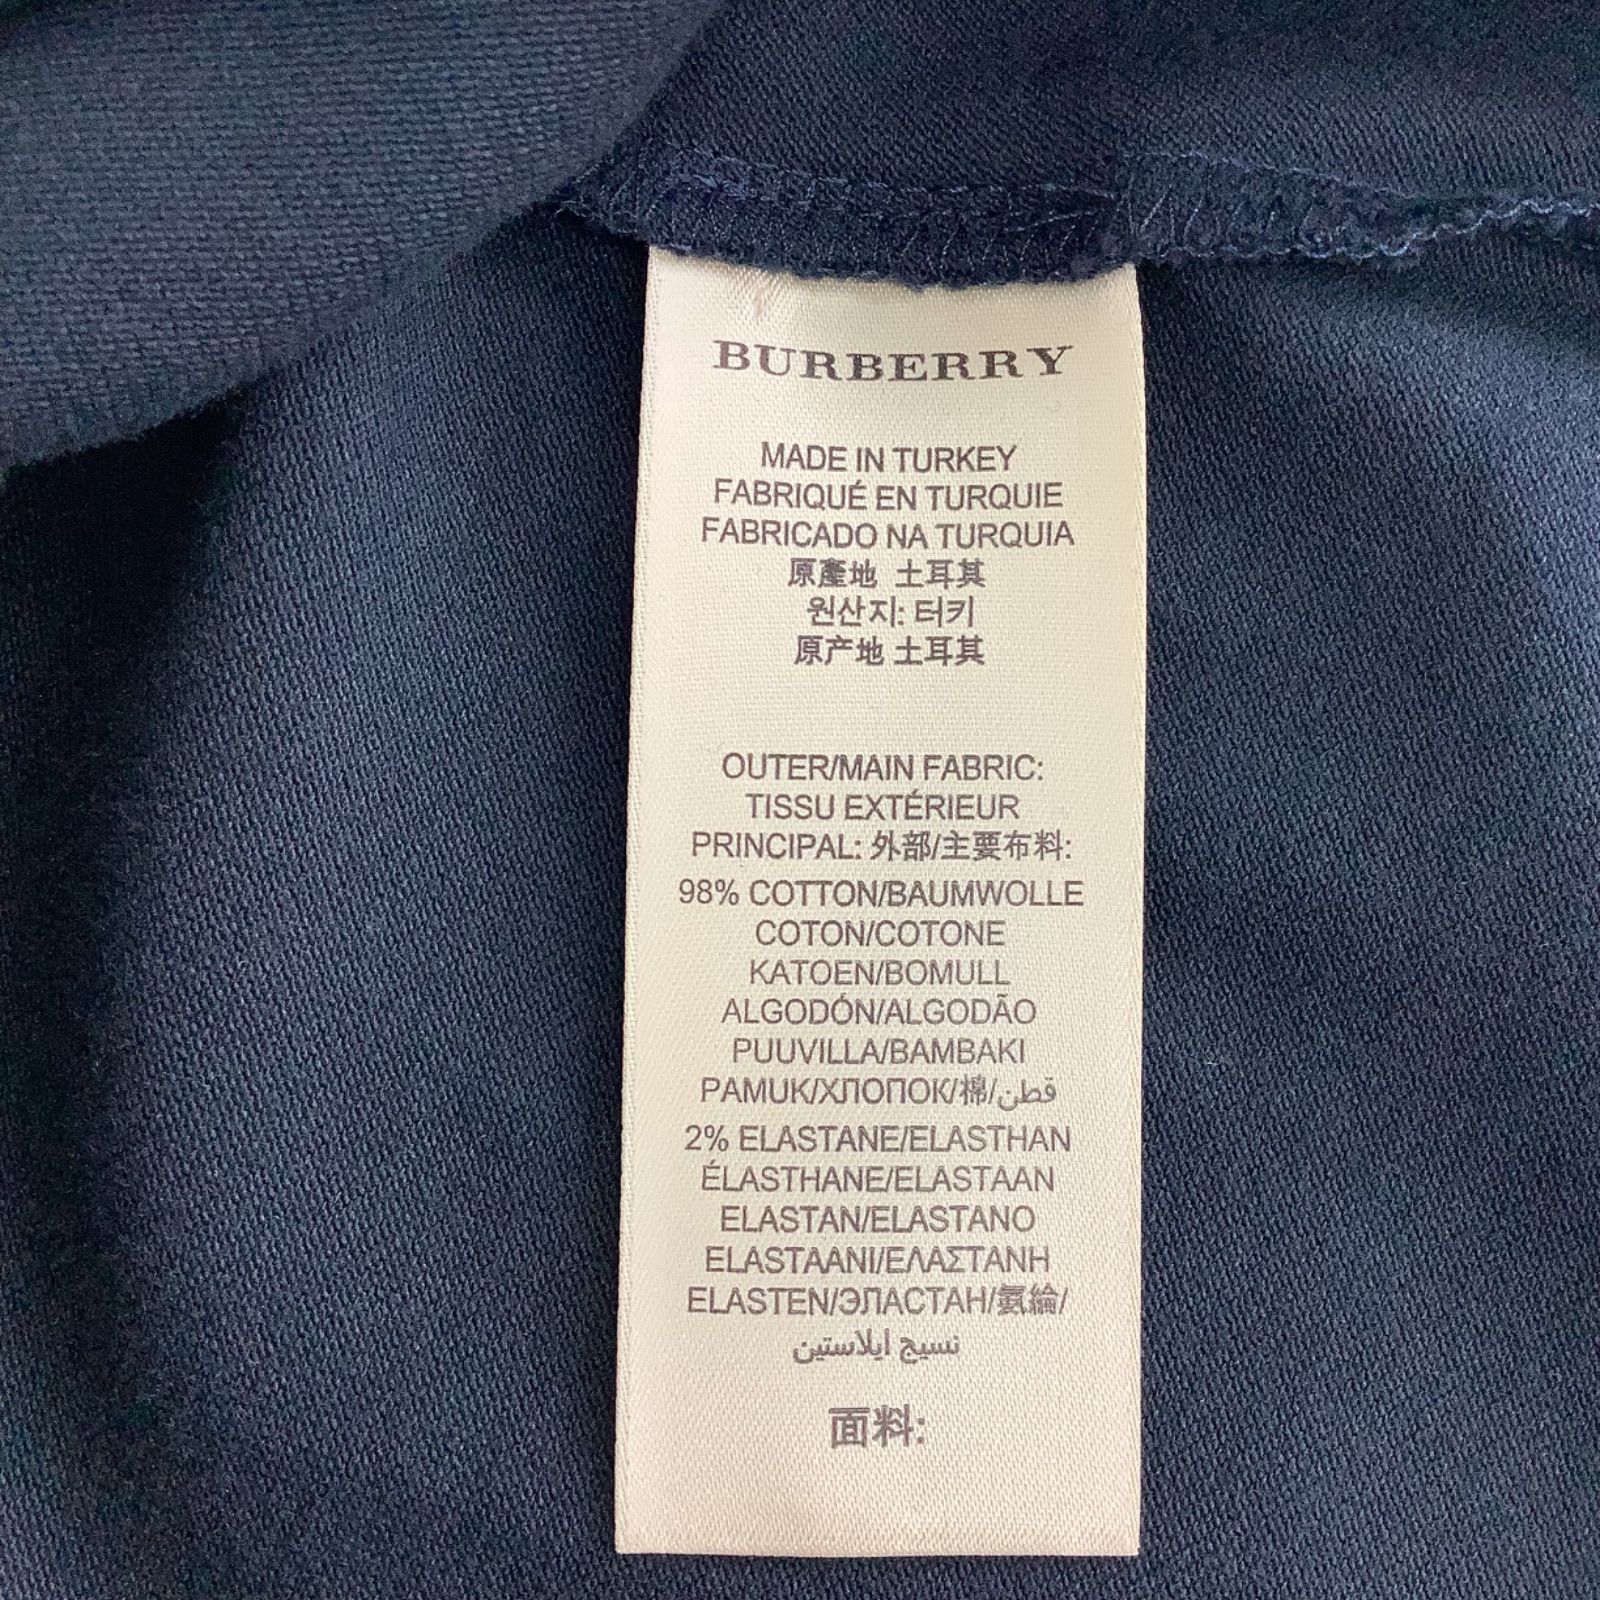 BURBERRY
MADE IN TURKEY
FABRIQUÉ EN TURQUIE
FABRICADO NA TURQUIA
原產地 土耳其
원산지: 터키
原产地 土耳其
OUTER/MAIN FABRIC:
TISSU EXTÉRIEUR
PRINCIPAL: 外部/主要布料:
98% COTTON/BAUMWOLLE
COTON/COTONE
KATOEN/BOMULL
ALGODÓN/ALGODÃO
PUUVILLA/BAMBAKI
PAMUK/ХЛОПОК/棉/قطن
2% ELASTANE/ELASTHAN
ÉLASTHANE/ELASTAAN
ELASTAN/ELASTANO
ELASTAANI/ΕΛΑΣΤΑΝΗ
ELASTEN/ЭЛАСТАН/氨綸/
نسيج ايلاستين
面料: